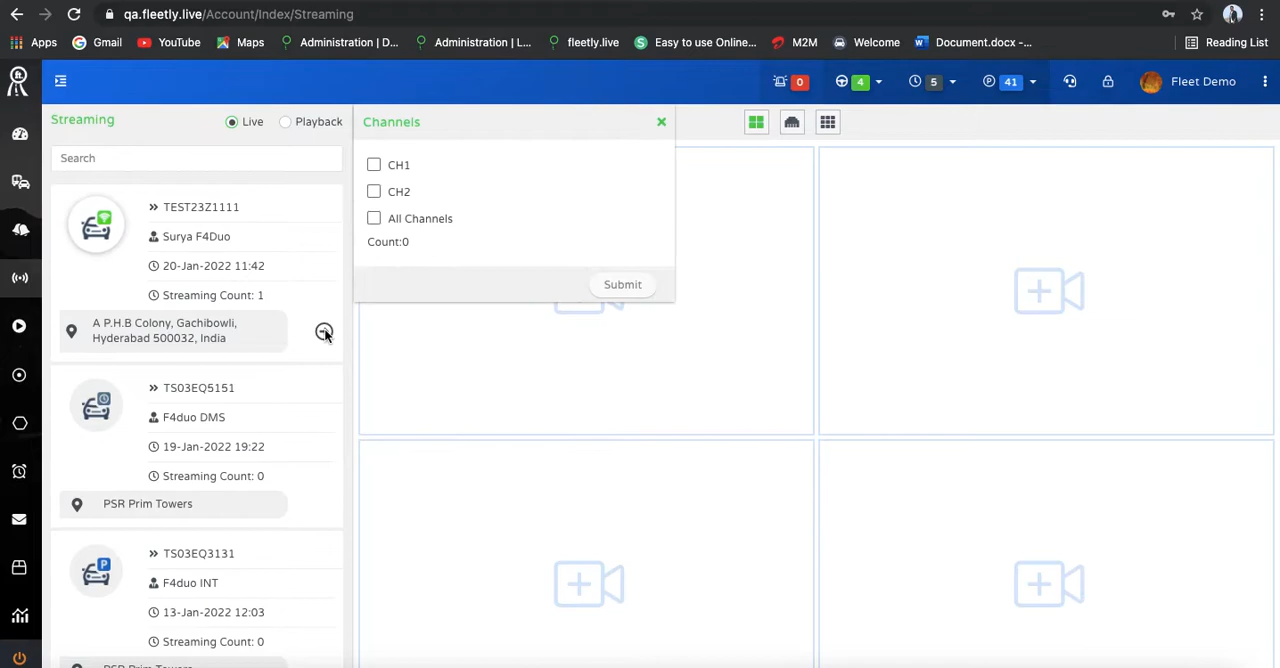 qa.fleetly.live/Account/Index/Streaming
Apps
Gmail
YouTube
Maps
Administration | D...
Administration | L...
fleetly.live
Easy to use Online...
M2M
Welcome
Document.docx -...
Reading List
ft
0
4
5
P 41
Fleet Demo
Streaming
Live
Playback
Search
TEST23Z1111
Surya F4Duo
20-Jan-2022 11:42
Streaming Count: 1
A P.H.B Colony, Gachibowli,
Hyderabad 500032, India
TS03EQ5151
F4duo DMS
19-Jan-2022 19:22
Streaming Count: 0
PSR Prim Towers
P
TS03EQ3131
F4duo INT
13-Jan-2022 12:03
Streaming Count: 0
PSR Prim Towers
Channels
CH1
CH2
All Channels
Count:0
Submit